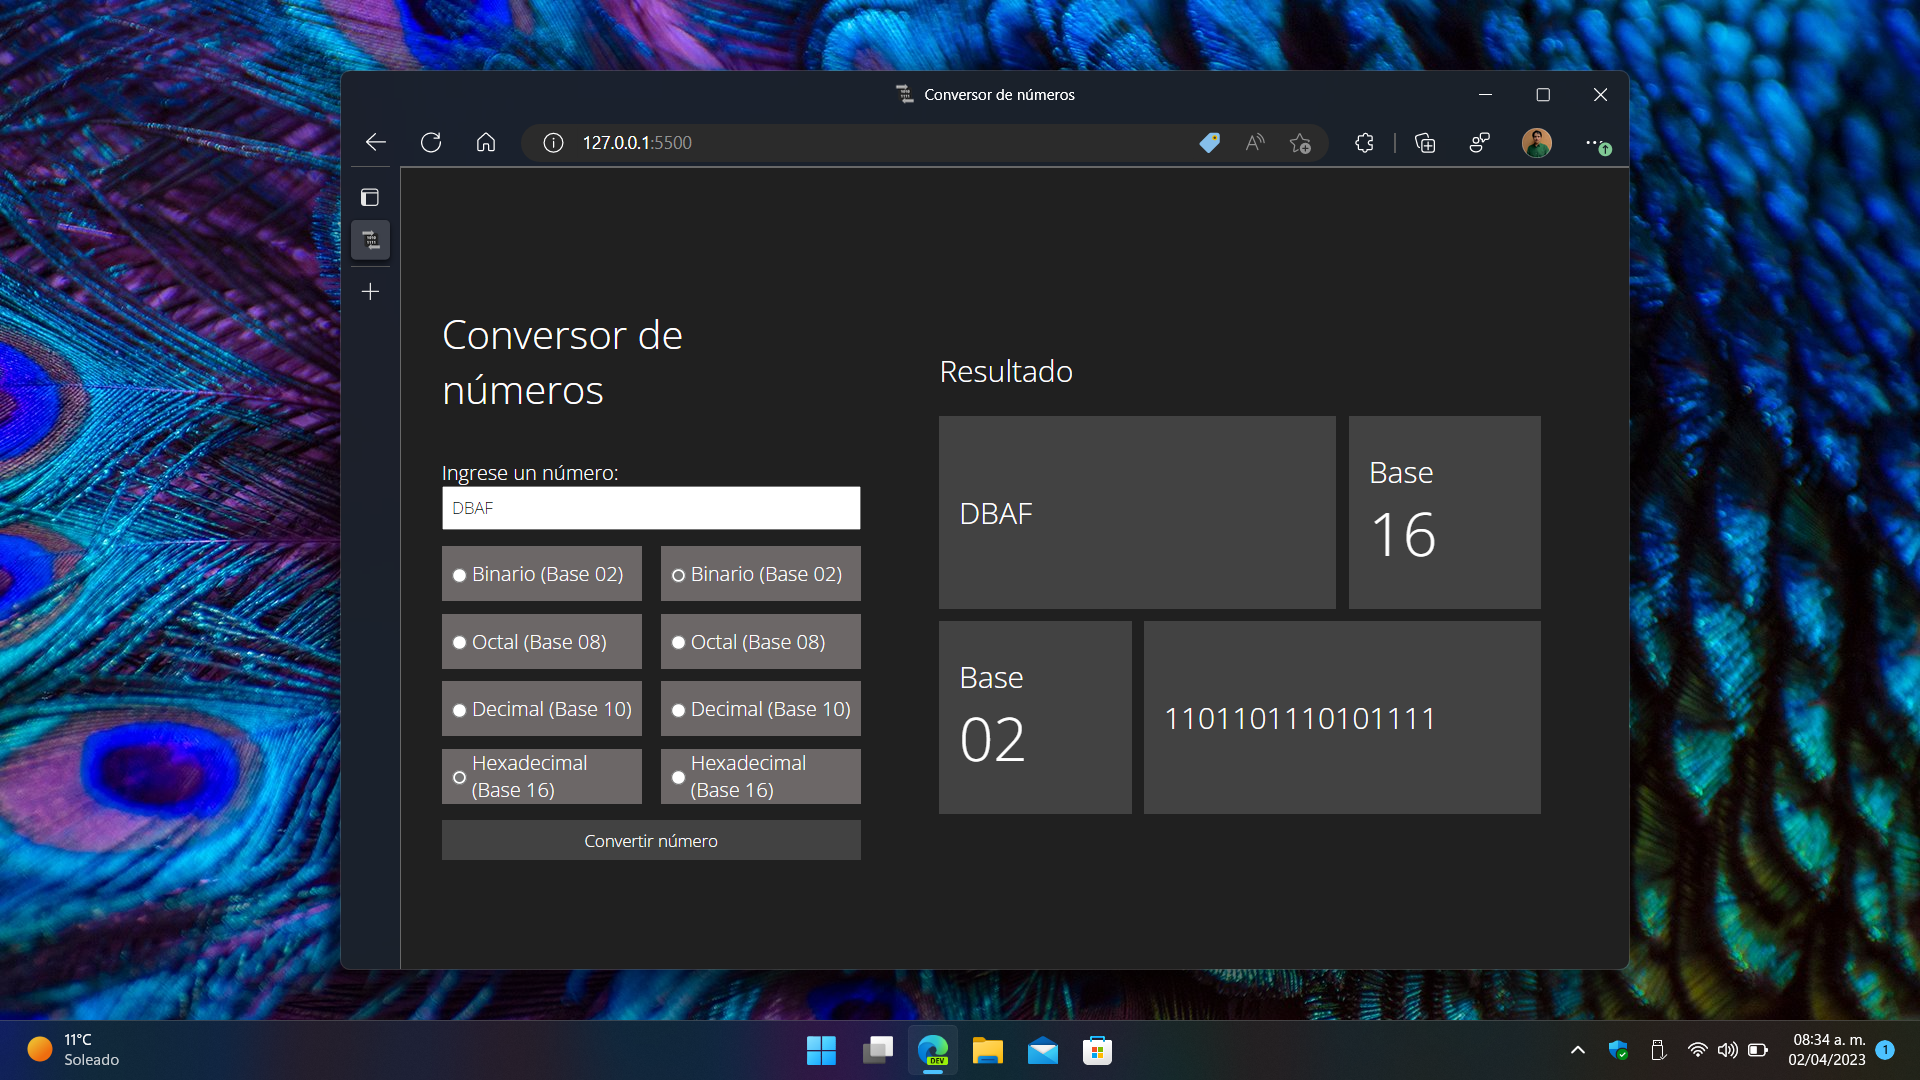 Conversor de números
127.0.0.1:5500
Conversor de
números
Ingrese un número:
DBAF
Binario (Base 02)
Binario (Base 02)
Octal (Base 08)
Octal (Base 08)
Decimal (Base 10)
Decimal (Base 10)
Hexadecimal
(Base 16)
Hexadecimal
(Base 16)
Convertir número
Resultado
DBAF
Base
16
Base
02
1101101110101111
11°C
Soleado
DEV
08:34 a. m.
02/04/2023
1